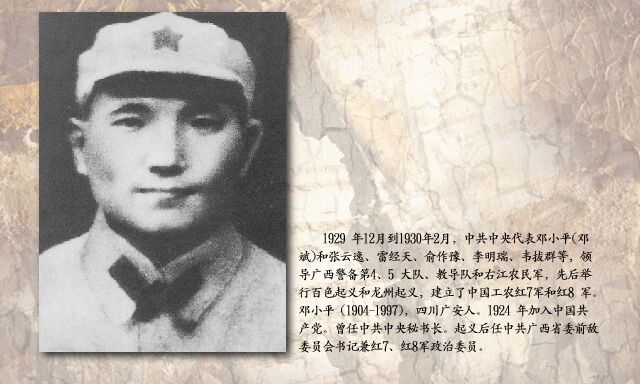 1929 年12月到1930年2月，中共中央代表邓小平(邓
斌)和张云逸、雷经天、俞作豫、李明瑞、韦拔群等，领
导广西警备第4、5 大队、教导队和右江农民军，先后举
行百色起义和龙州起义，建立了中国工农红7军和红8 军。
邓小平 (1904-1997)，四川广安人。1924 年加入中国共
产党。曾任中共中央秘书长。起义后任中共广西省委前敌
委员会书记兼红7、红8军政治委员。